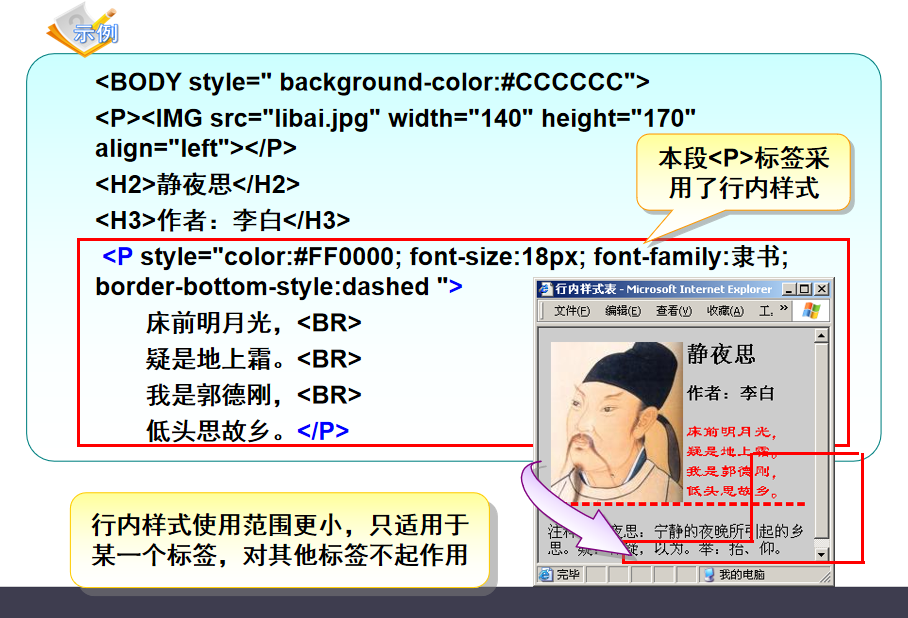 示例
<BODY style=" background-color:#CCCCCC">
<P><IMG src="libai.jpg" width="140" height="170"
align="left"></P>
<H2>静夜思</H2>
<H3>作者：李白</H3>
<P style="color:#FF0000; font-size:18px; font-family:隶书;
border-bottom-style:dashed ">
床前明月光，<BR>
疑是地上霜。<BR>
我是郭德刚，<BR>
低头思故乡。</P>
本段<P>标签采
用了行内样式
行内样式表 - Microsoft Internet Explorer
文件(F) 编辑(E) 查看(V) 收藏(A) 工. »
静夜思
作者：李白
床前明月光，
疑是地上霜。
我是郭德刚，
低头思故乡。
夜思：宁静的夜晚所引起的乡
思。 以为。举：抬、仰。
完毕 我的电脑
行内样式使用范围更小，只适用于
某一个标签，对其他标签不起作用